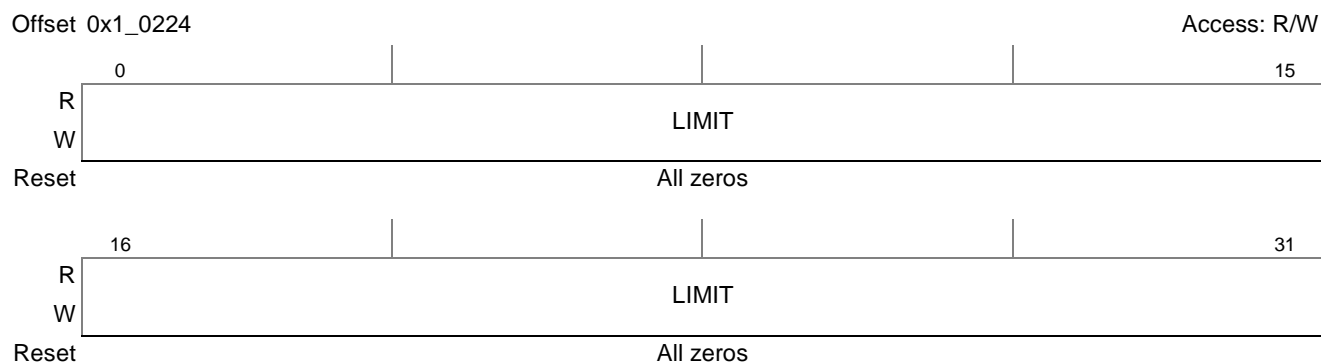 Offset 0x1_0224 Access: R/W
0 15
R
LIMIT
W
Reset All zeros
16 31
R
LIMIT
W
Reset All zeros